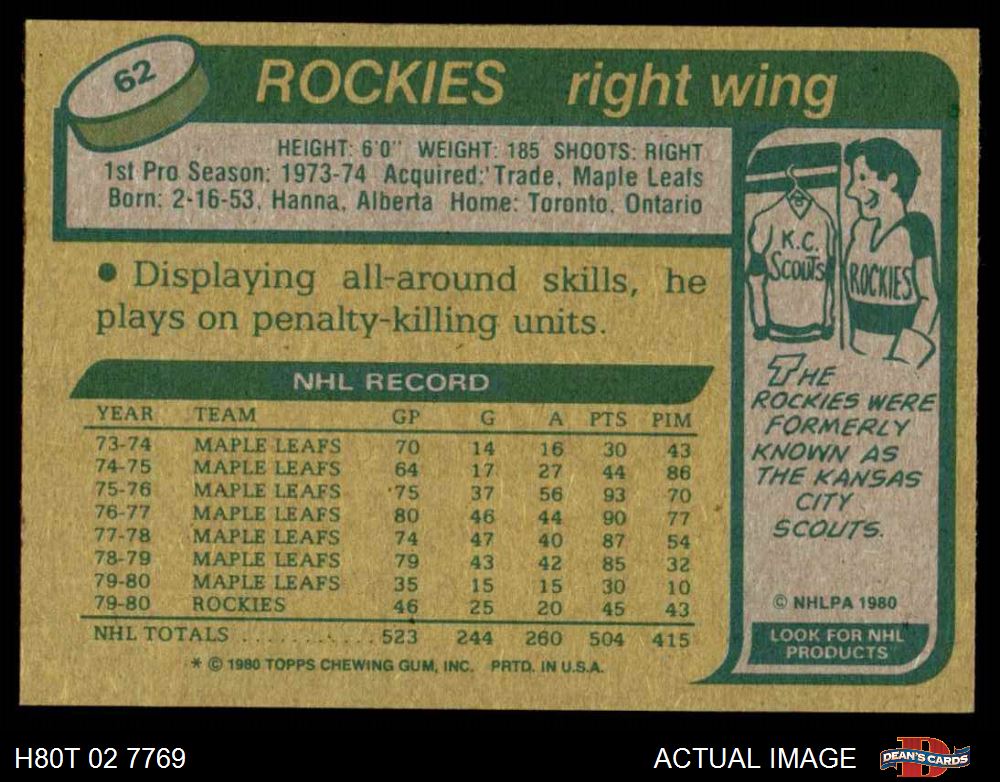 62
ROCKIES right wing
HEIGHT: 6'0" WEIGHT: 185 SHOOTS: RIGHT
1st Pro Season: 1973-74 Acquired: Trade, Maple Leafs
Born: 2-16-53, Hanna, Alberta Home: Toronto, Ontario
• Displaying all-around skills, he
plays on penalty-killing units.
NHL RECORD
YEAR TEAM GP G A PTS PIM
73-74 MAPLE LEAFS 70 14 16 30 43
74-75 MAPLE LEAFS 64 17 27 44 86
75-76 MAPLE LEAFS 75 37 56 93 70
76-77 MAPLE LEAFS 80 46 44 90 77
77-78 MAPLE LEAFS 74 47 40 87 54
78-79 MAPLE LEAFS 79 43 42 85 32
79-80 MAPLE LEAFS 35 15 15 30 10
79-80 ROCKIES 46 25 20 45 43
NHL TOTALS ..........523 244 260 504 415
* © 1980 TOPPS CHEWING GUM, INC. PRTD. IN U.S.A.
K.C.
SCOUTS
ROCKIES
THE
ROCKIES WERE
FORMERLY
KNOWN AS
THE KANSAS
CITY
SCOUTS.
© NHLPA 1980
LOOK FOR NHL
PRODUCTS
H80T 02 7769
ACTUAL IMAGE
DEAN'S CARDS